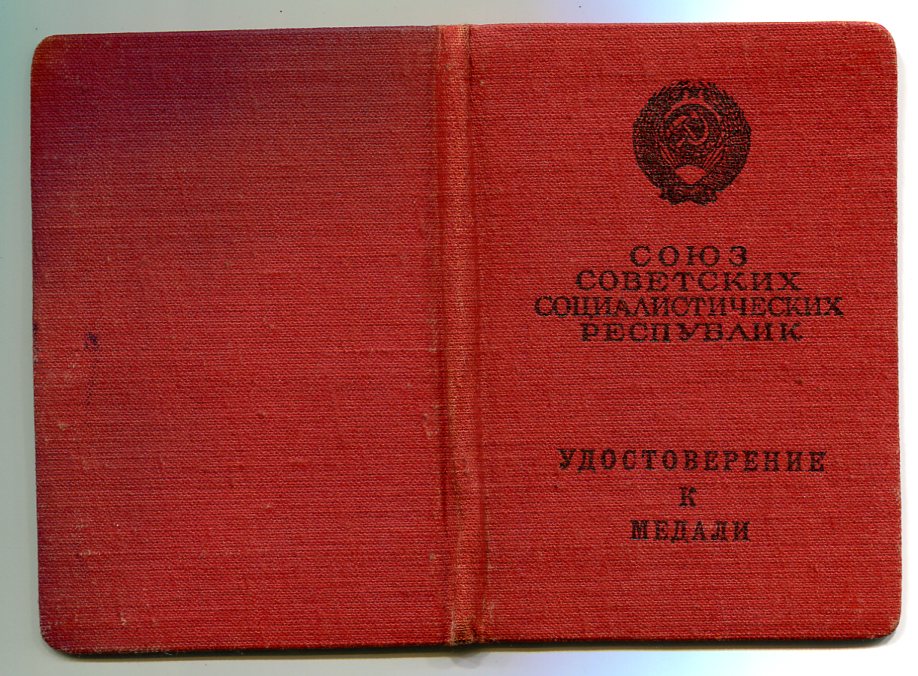 СОЮЗ
СОВЕТСКИХ
СОЦИАЛИСТИЧЕСКИХ
РЕСПУБЛИК
УДОСТОВЕРЕНИЕ
К
МЕДАЛИ